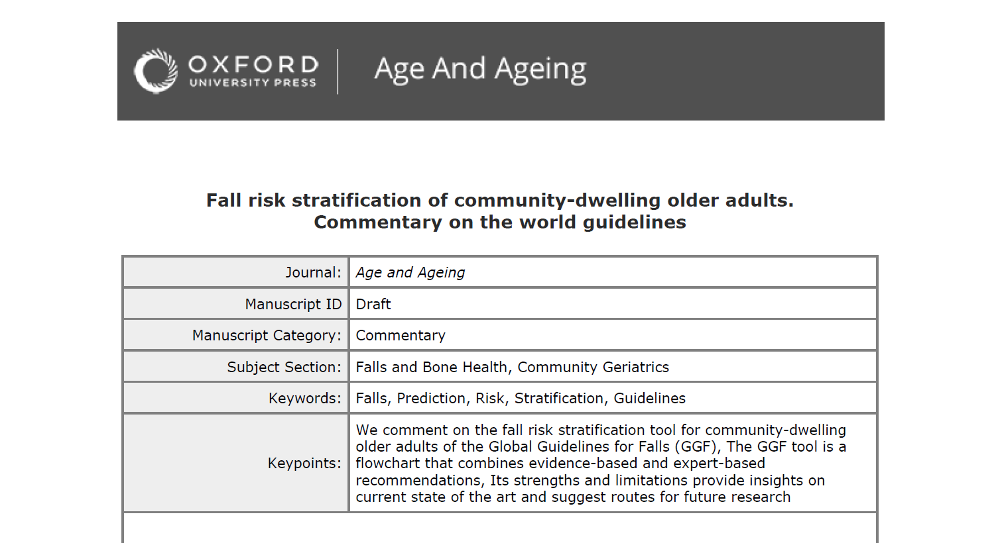 OXFORD
UNIVERSITY PRESS
Age And Ageing
Fall risk stratification of community-dwelling older adults.
Commentary on the world guidelines
Journal: Age and Ageing
Manuscript ID Draft
Manuscript Category: Commentary
Subject Section: Falls and Bone Health, Community Geriatrics
Keywords: Falls, Prediction, Risk, Stratification, Guidelines
Keypoints:
We comment on the fall risk stratification tool for community-dwelling
older adults of the Global Guidelines for Falls (GGF), The GGF tool is a
flowchart that combines evidence-based and expert-based
recommendations, Its strengths and limitations provide insights on
current state of the art and suggest routes for future research